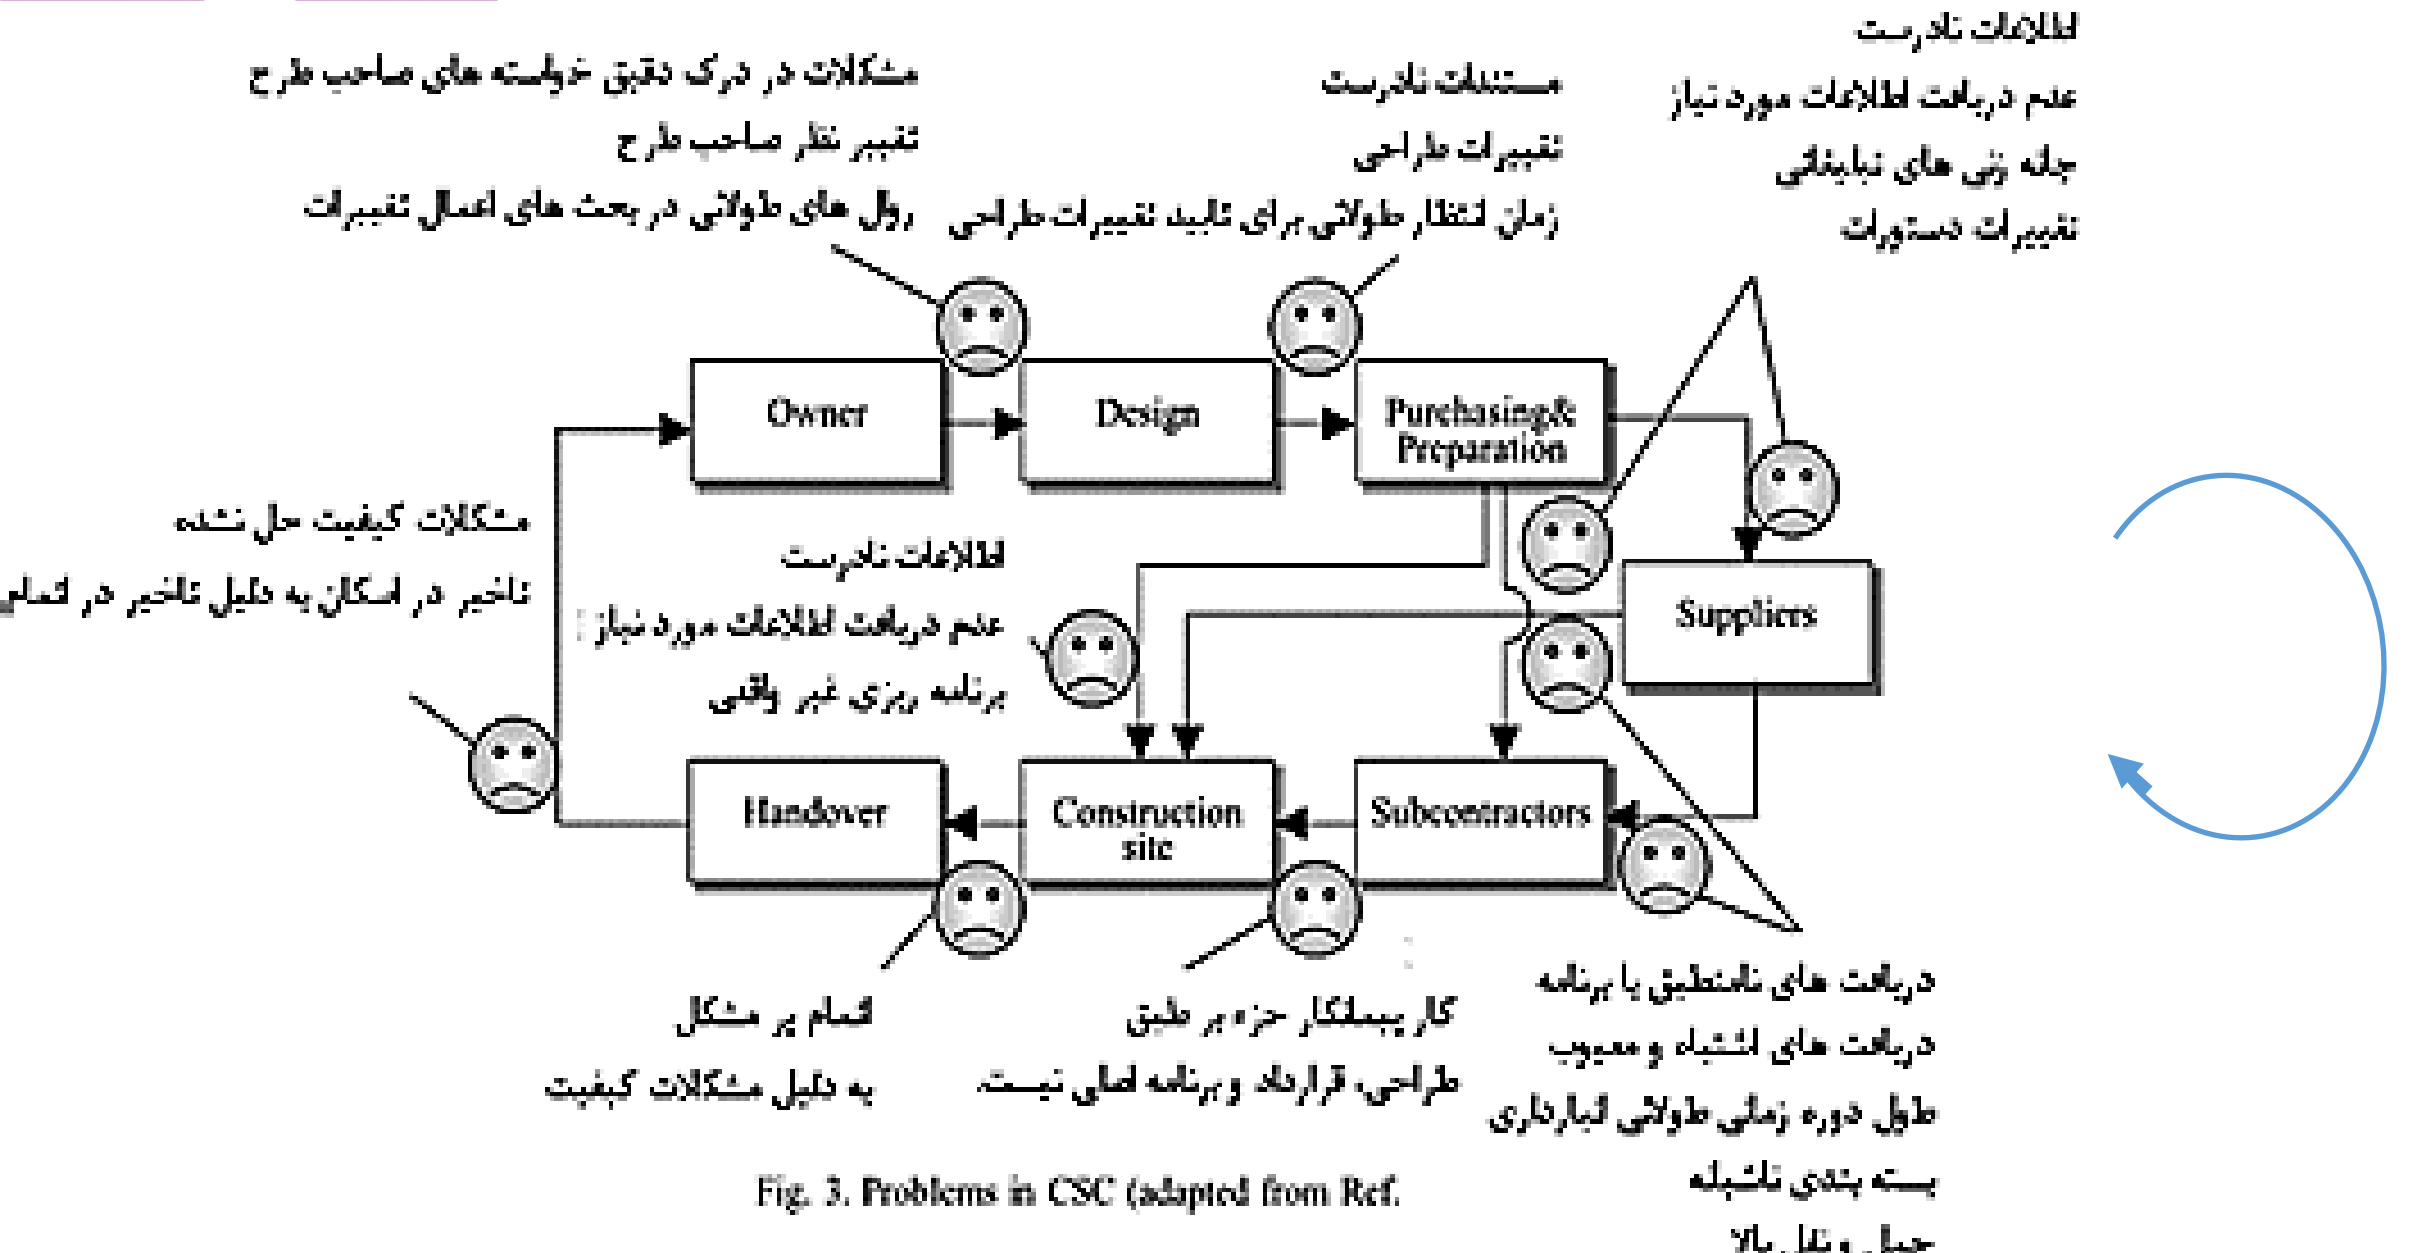 مشکلات در درک دقیق خواسته های صاحب طرح
تغییر نظر صاحب طرح
روال های طولانی در بحث های اعمال تغییرات
مستندات نادرست
تغییرات طراحی
زمان انتظار طولانی برای تایید تغییرات طراحی
اطلاعات نادرست
عدم دریافت اطلاعات مورد نیاز
چانه زنی های تبلیغاتی
تغییرات دستورات
Owner
Design
Purchasing&
Preparation
مشکلات کیفیت حل نشده
تاخیر در اسکان به دلیل تاخیر در اتمام
اطلاعات نادرست
عدم دریافت اطلاعات مورد نیاز
برنامه ریزی غیر واقعی
Suppliers
Handover
Construction
site
Subcontractors
اتمام پر مشکل
به دلیل مشکلات کیفیت
کار پیمانکار جزء بر طبق
طراحی، قرارداد و برنامه اصلی نیست.
دریافت های نامنطبق با برنامه
دریافت های اشتباه و معیوب
طول دوره زمانی طولانی انبارداری
بسته بندی ناشیانه
حمل و نقل بالا
Fig. 3. Problems in CSC (adapted from Ref.